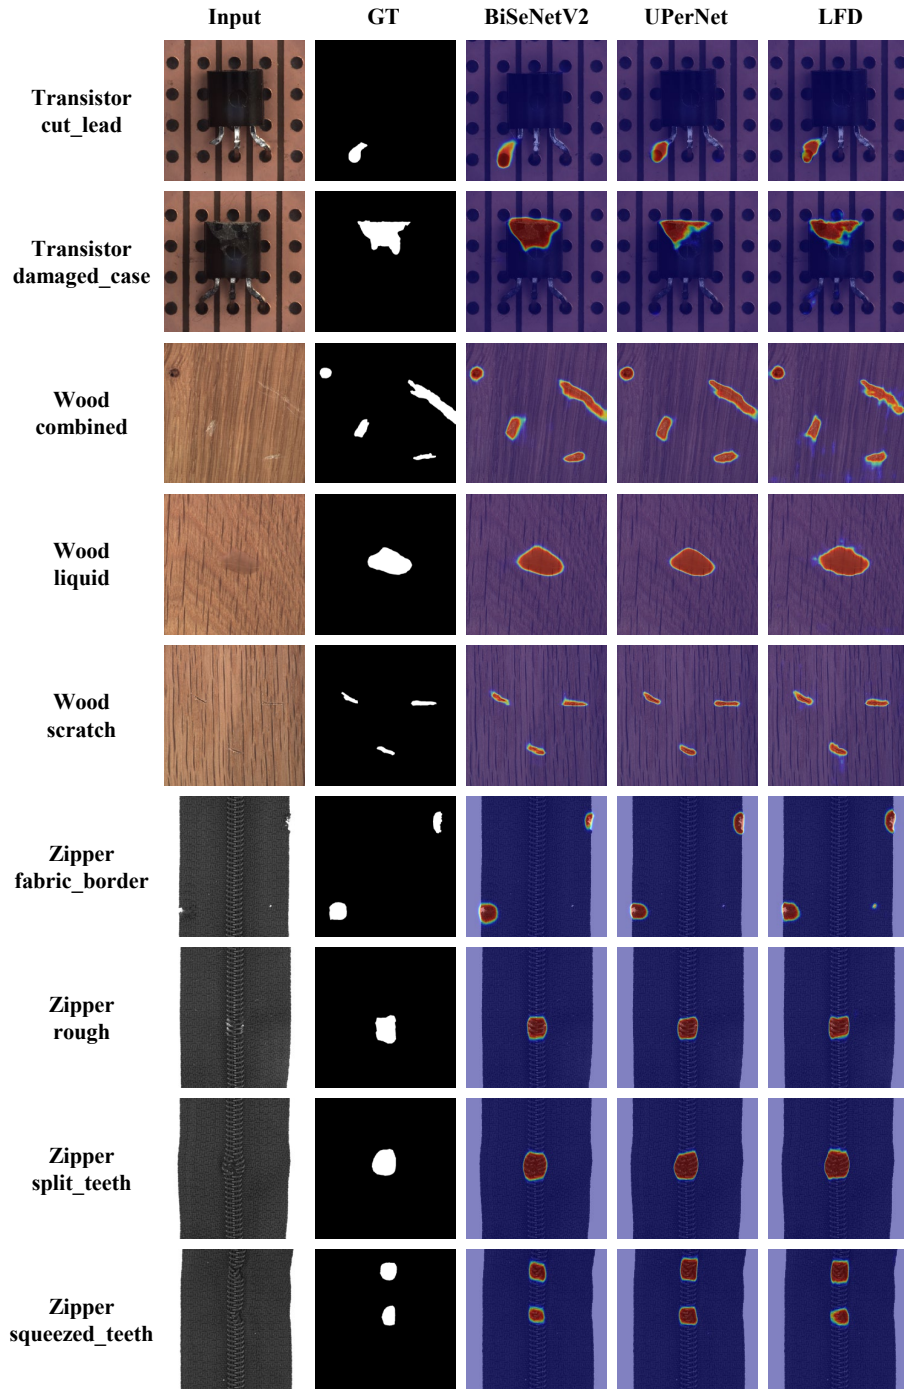 Input GT BiSeNetV2 UPerNet LFD
Transistor
cut_lead
Transistor
damaged_case
Wood
combined
Wood
liquid
Wood
scratch
Zipper
fabric_border
Zipper
rough
Zipper
split_teeth
Zipper
squeezed_teeth